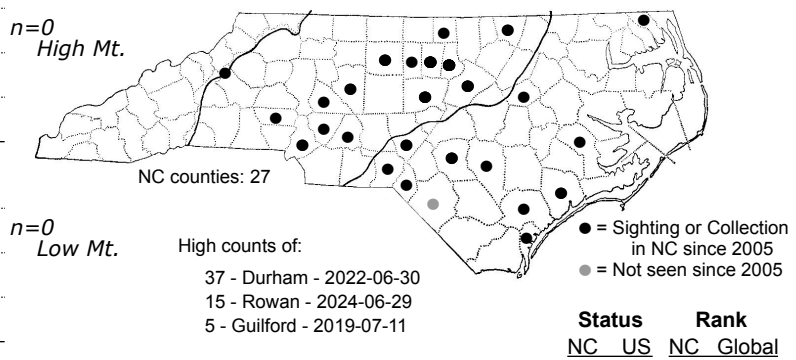 n=0
High Mt.
NC counties: 27
n=0
Low Mt.
High counts of:
37 - Durham - 2022-06-30
15 - Rowan - 2024-06-29
5 - Guilford - 2019-07-11
= Sighting or Collection
in NC since 2005
= Not seen since 2005
Status Rank
NC US NC Global